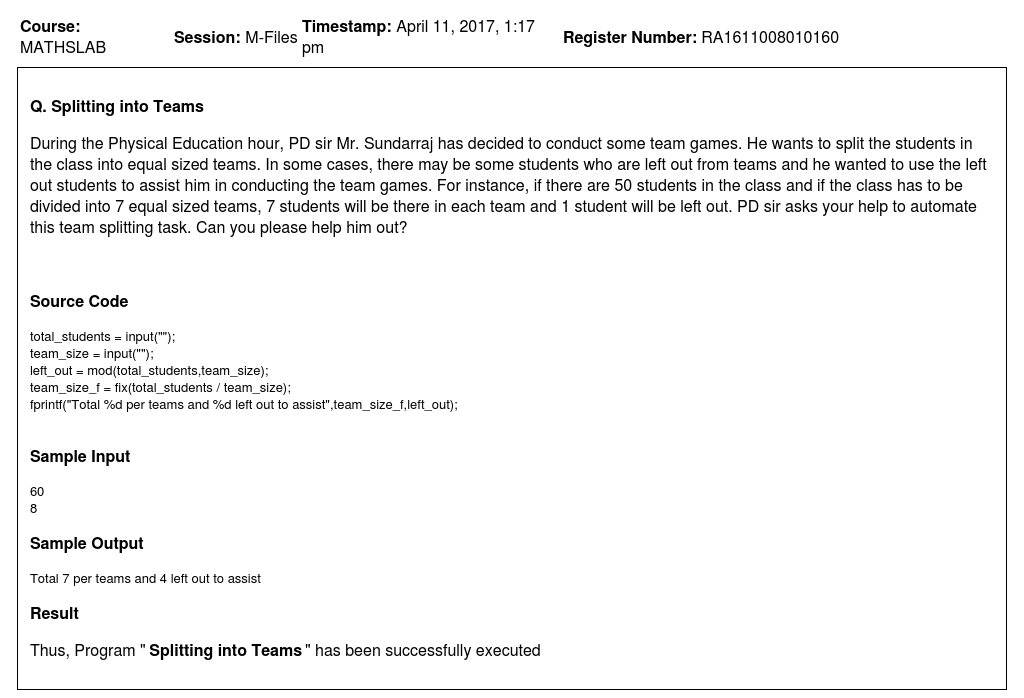 Course:
MATHSLAB
Session: M-Files
Timestamp: April 11, 2017, 1:17
pm
Register Number: RA1611008010160
Q. Splitting into Teams
During the Physical Education hour, PD sir Mr. Sundarraj has decided to conduct some team games. He wants to split the students in
the class into equal sized teams. In some cases, there may be some students who are left out from teams and he wanted to use the left
out students to assist him in conducting the team games. For instance, if there are 50 students in the class and if the class has to be
divided into 7 equal sized teams, 7 students will be there in each team and 1 student will be left out. PD sir asks your help to automate
this team splitting task. Can you please help him out?
Source Code
total_students = input("");
team_size = input("");
left_out = mod(total_students,team_size);
team_size_f = fix(total_students / team_size);
fprintf("Total %d per teams and %d left out to assist",team_size_f,left_out);
Sample Input
60
8
Sample Output
Total 7 per teams and 4 left out to assist
Result
Thus, Program " Splitting into Teams " has been successfully executed